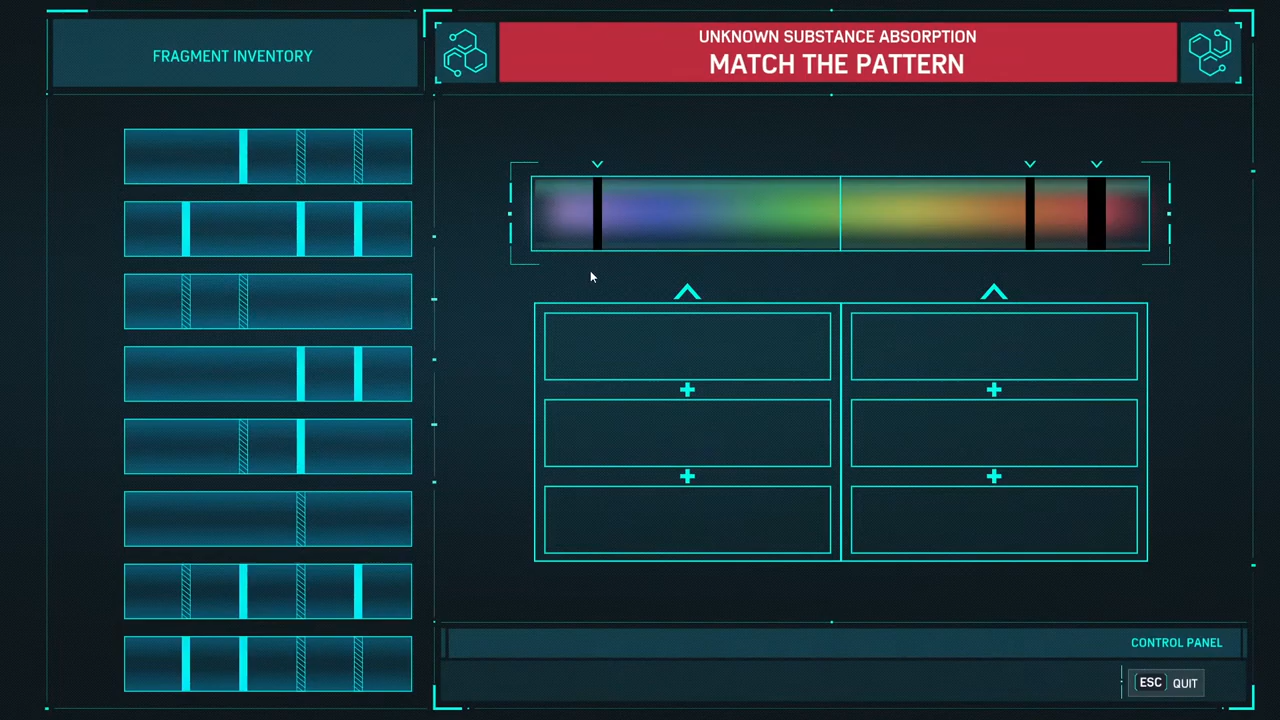 FRAGMENT INVENTORY
UNKNOWN SUBSTANCE ABSORPTION
MATCH THE PATTERN
CONTROL PANEL
ESC QUIT